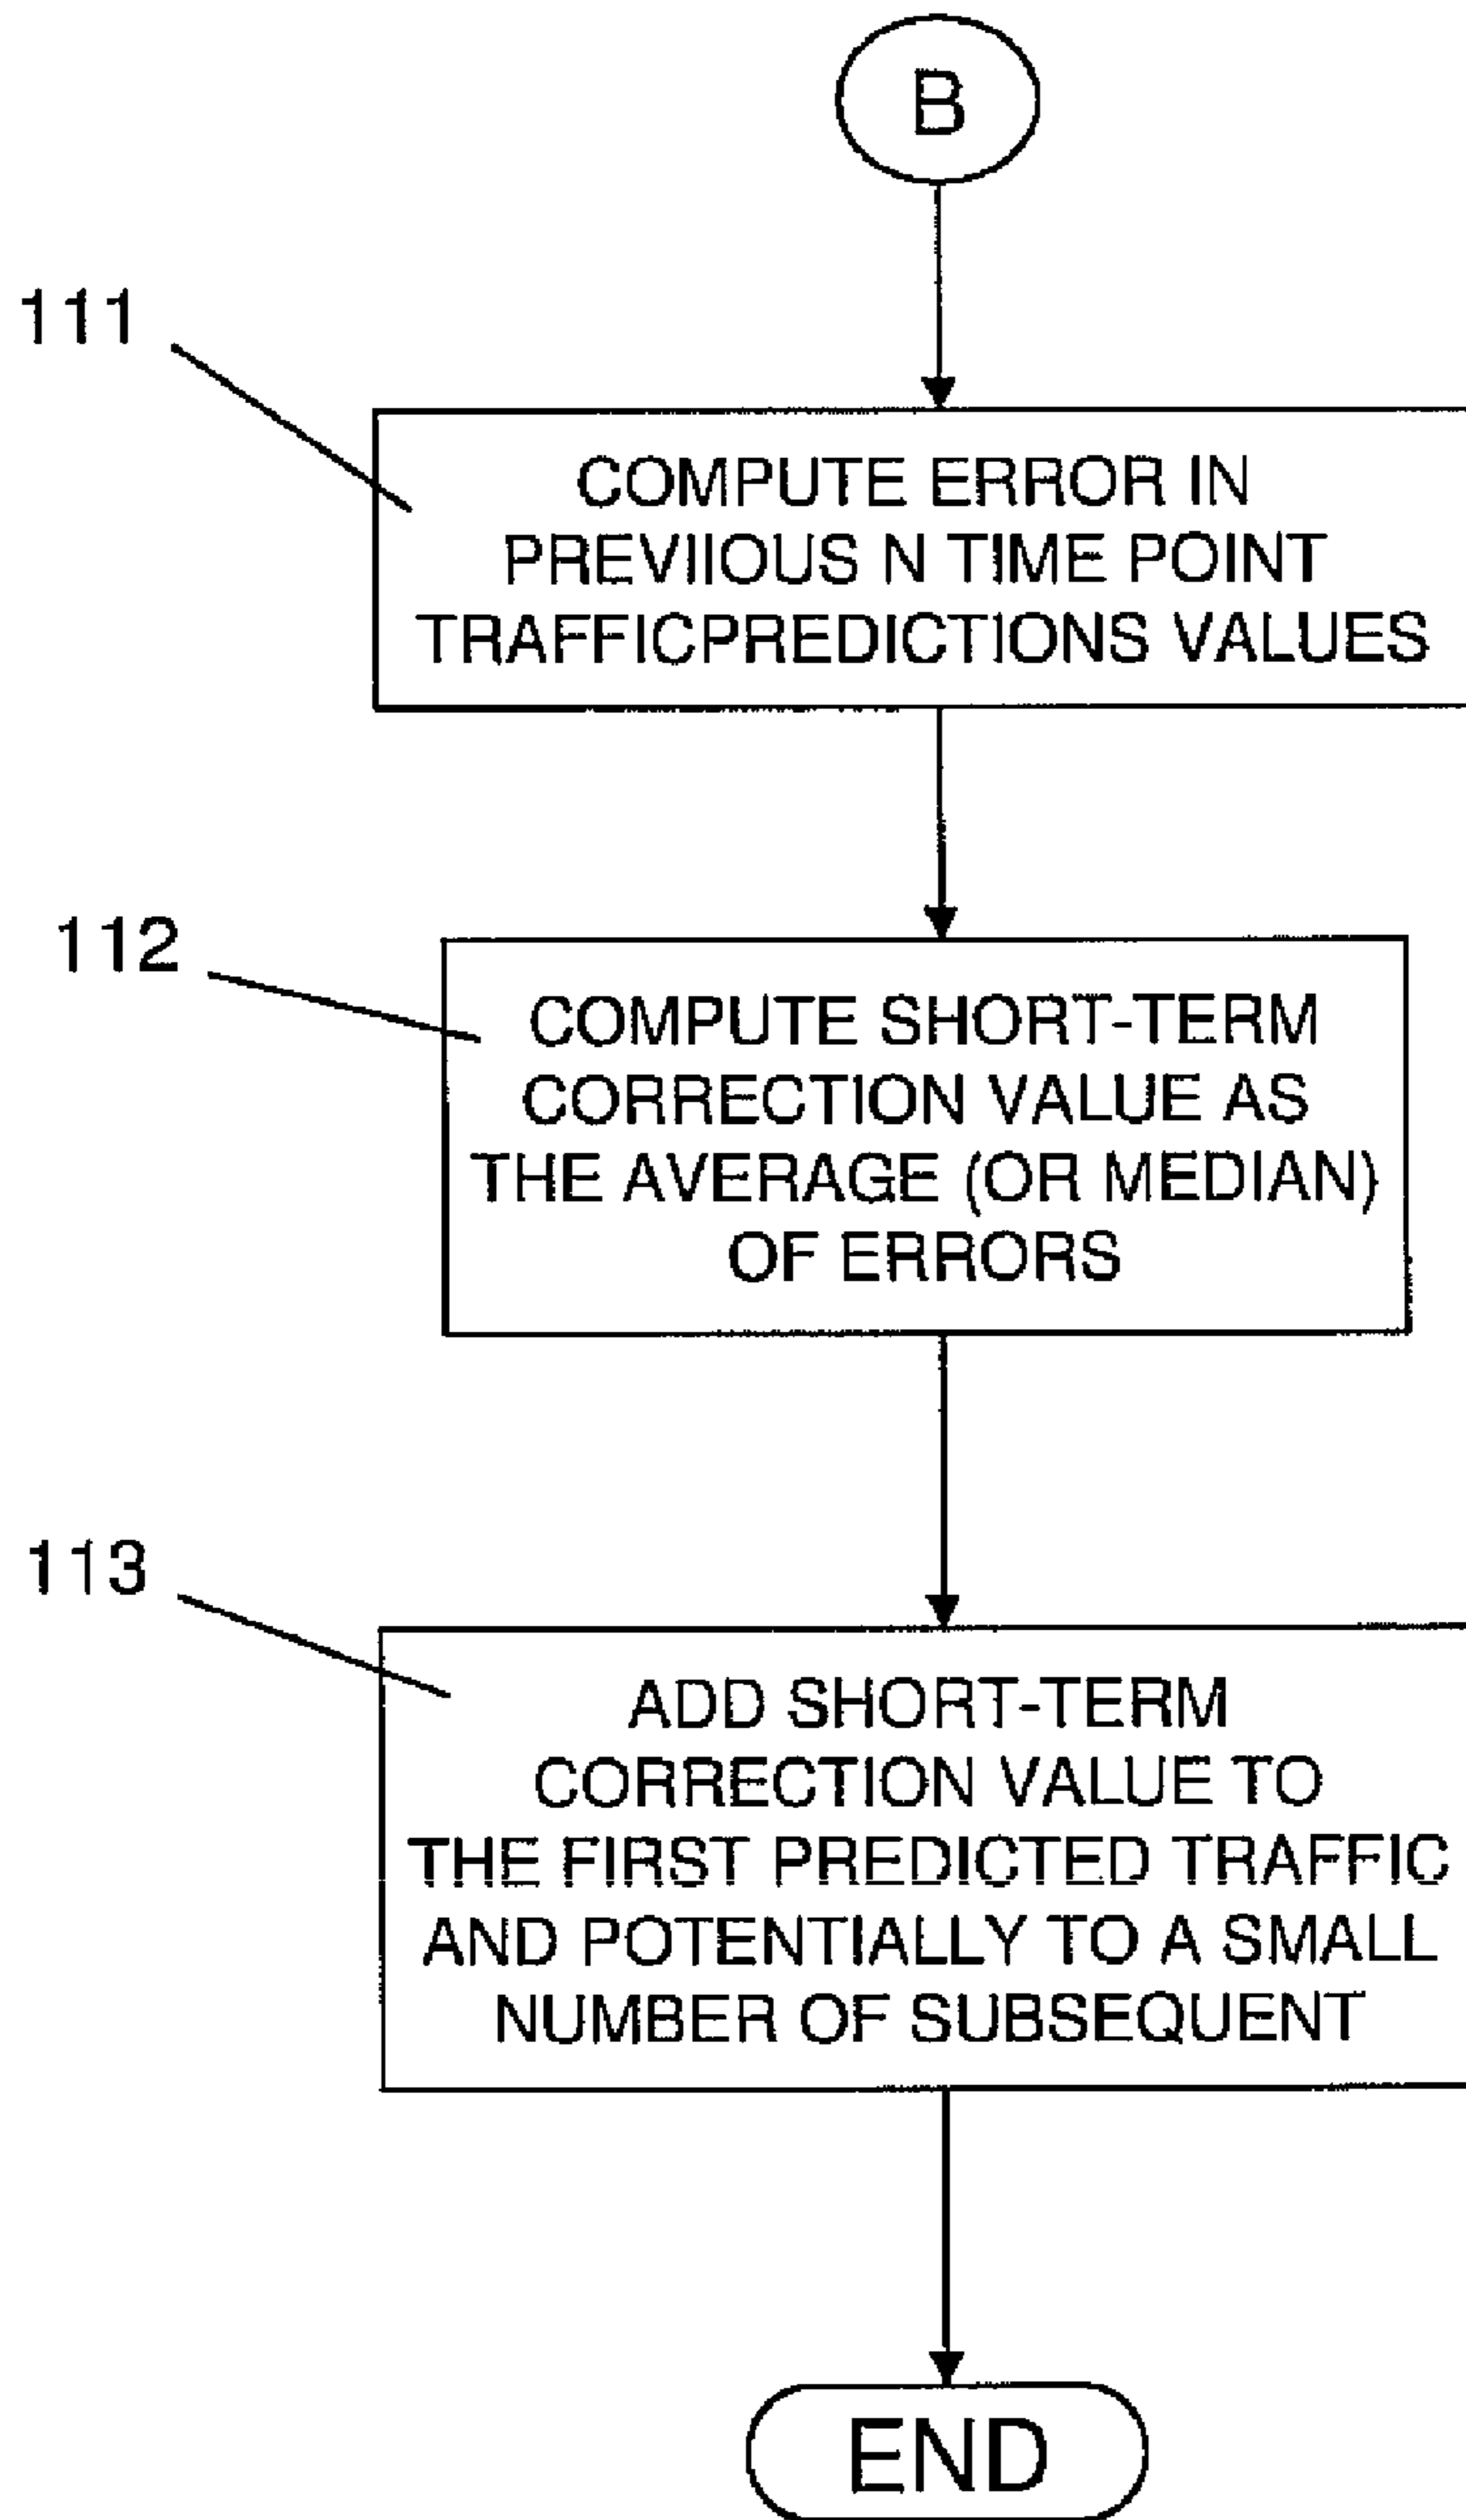 B
111
COMPUTE ERROR IN
PREVIIOUS N TIME POINT
TRAFFICPREDICTIONS VALUES
112
COMPUTE SHORT-TERM
CORRECTION VALUE AS
THE AVERAGE (OR MEDIAN)
OF ERRORS
113
ADD SHORT-TERM
CORRECTION VALUE TO
THE FIRST PREDICTED TRAFFIC
AND POTENTIALLY TO A SMALL
NUMBER OF SUBSEQUENT
END